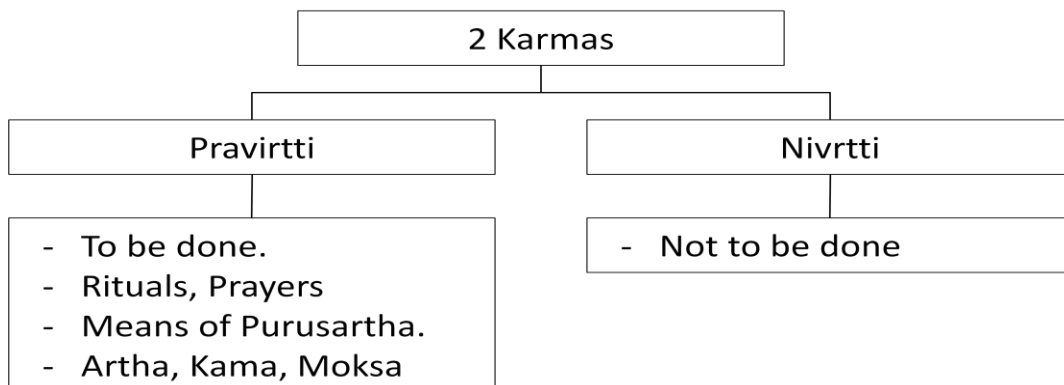 2 Karmas
Pravirtti
Nivrtti
- To be done.
- Rituals, Prayers
- Means of Purusartha.
- Artha, Kama, Moksa
- Not to be done